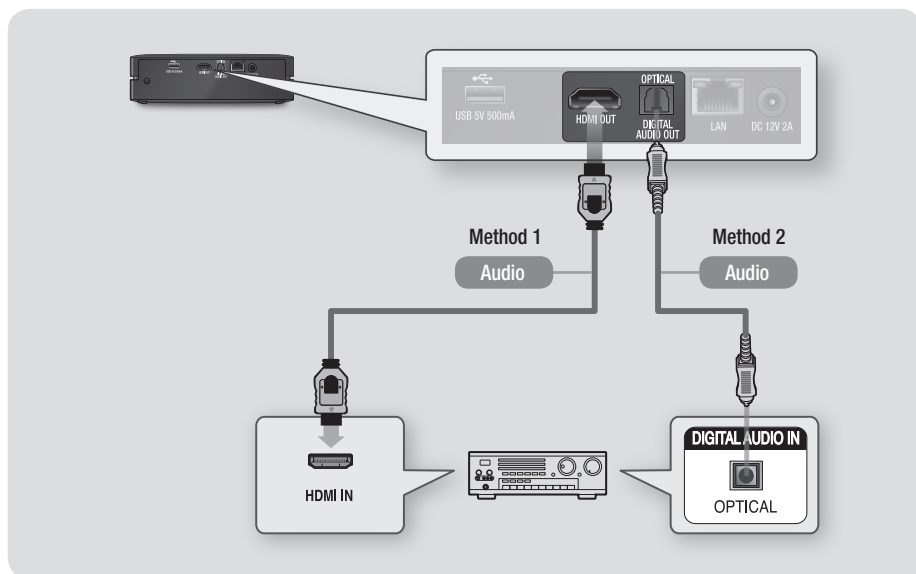 USB 5V 500mA
HDMI OUT
OPTICAL
DIGITAL
AUDIO OUT
LAN
DC 12V 2A
Method 1
Audio
Method 2
Audio
HDMI IN
DIGITAL AUDIO IN
OPTICAL